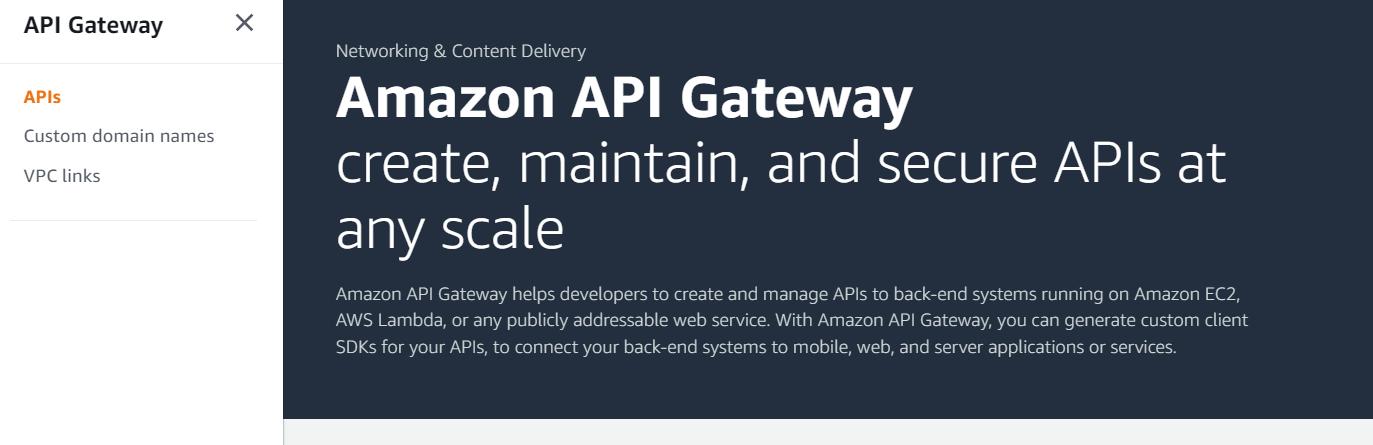 API Gateway
APIs
Custom domain names
VPC links
Networking & Content Delivery
Amazon API Gateway
create, maintain, and secure APIs at
any scale
Amazon API Gateway helps developers to create and manage APIs to back-end systems running on Amazon EC2,
AWS Lambda, or any publicly addressable web service. With Amazon API Gateway, you can generate custom client
SDKs for your APIs, to connect your back-end systems to mobile, web, and server applications or services.